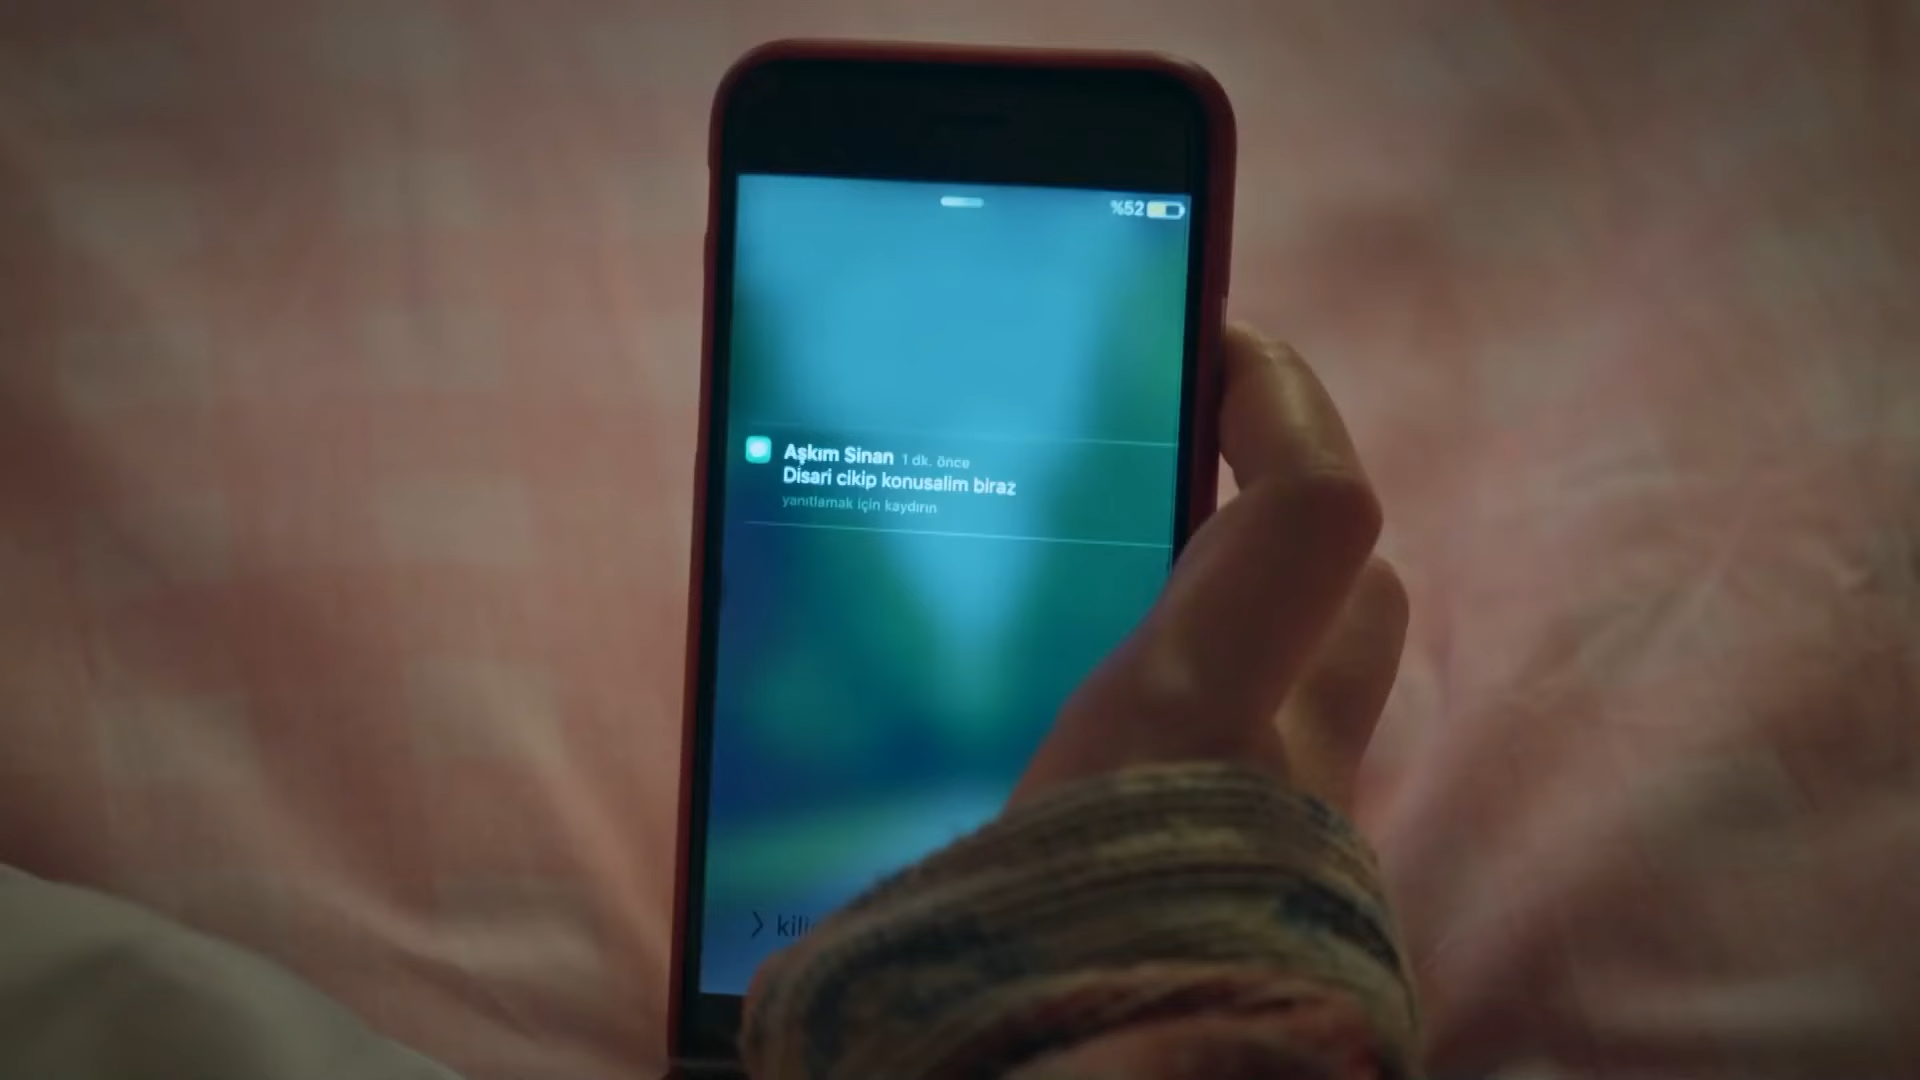 %52
Aşkım Sinan 1 dk. önce
Disari cikip konusalim biraz
yanıtlamak için kaydırın